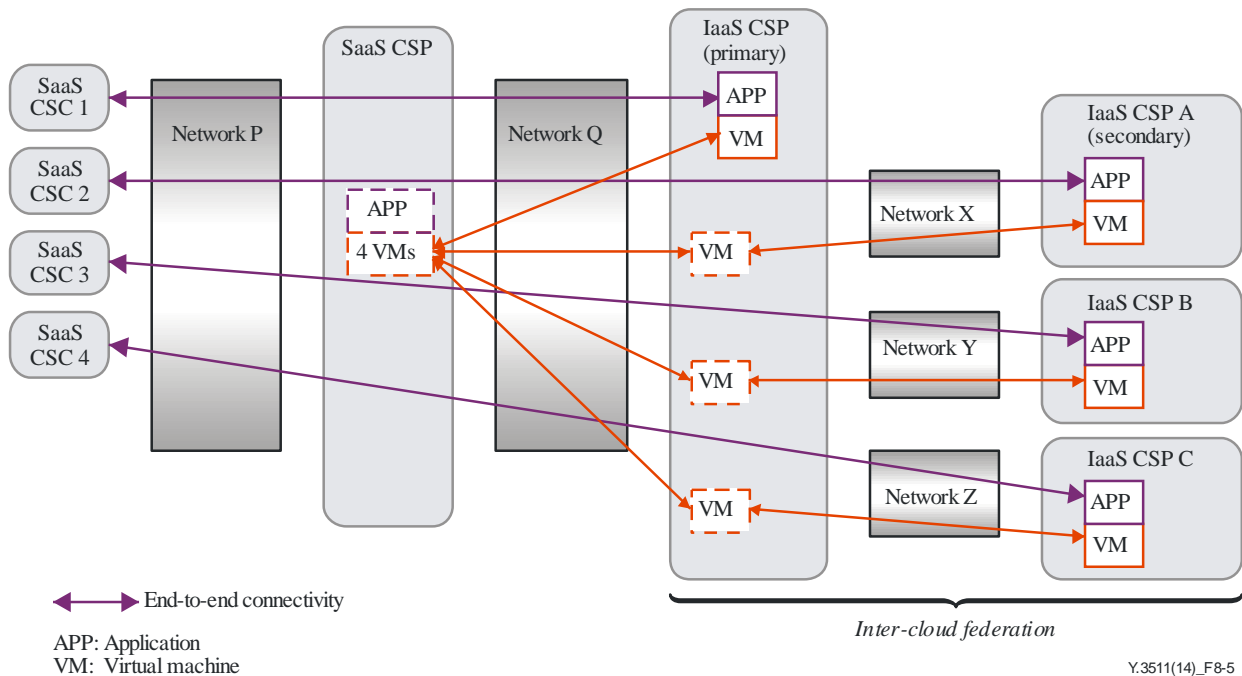 SaaS
CSC 1
SaaS
CSC 2
SaaS
CSC 3
SaaS
CSC 4
Network P
SaaS CSP
APP
4 VMs
Network Q
IaaS CSP
(primary)
APP
VM
VM
VM
VM
Network X
Network Y
Network Z
IaaS CSP A
(secondary)
APP
VM
IaaS CSP B
APP
VM
IaaS CSP C
APP
VM
End-to-end connectivity
Inter-cloud federation
APP: Application
VM: Virtual machine
Y.3511(14)_F8-5